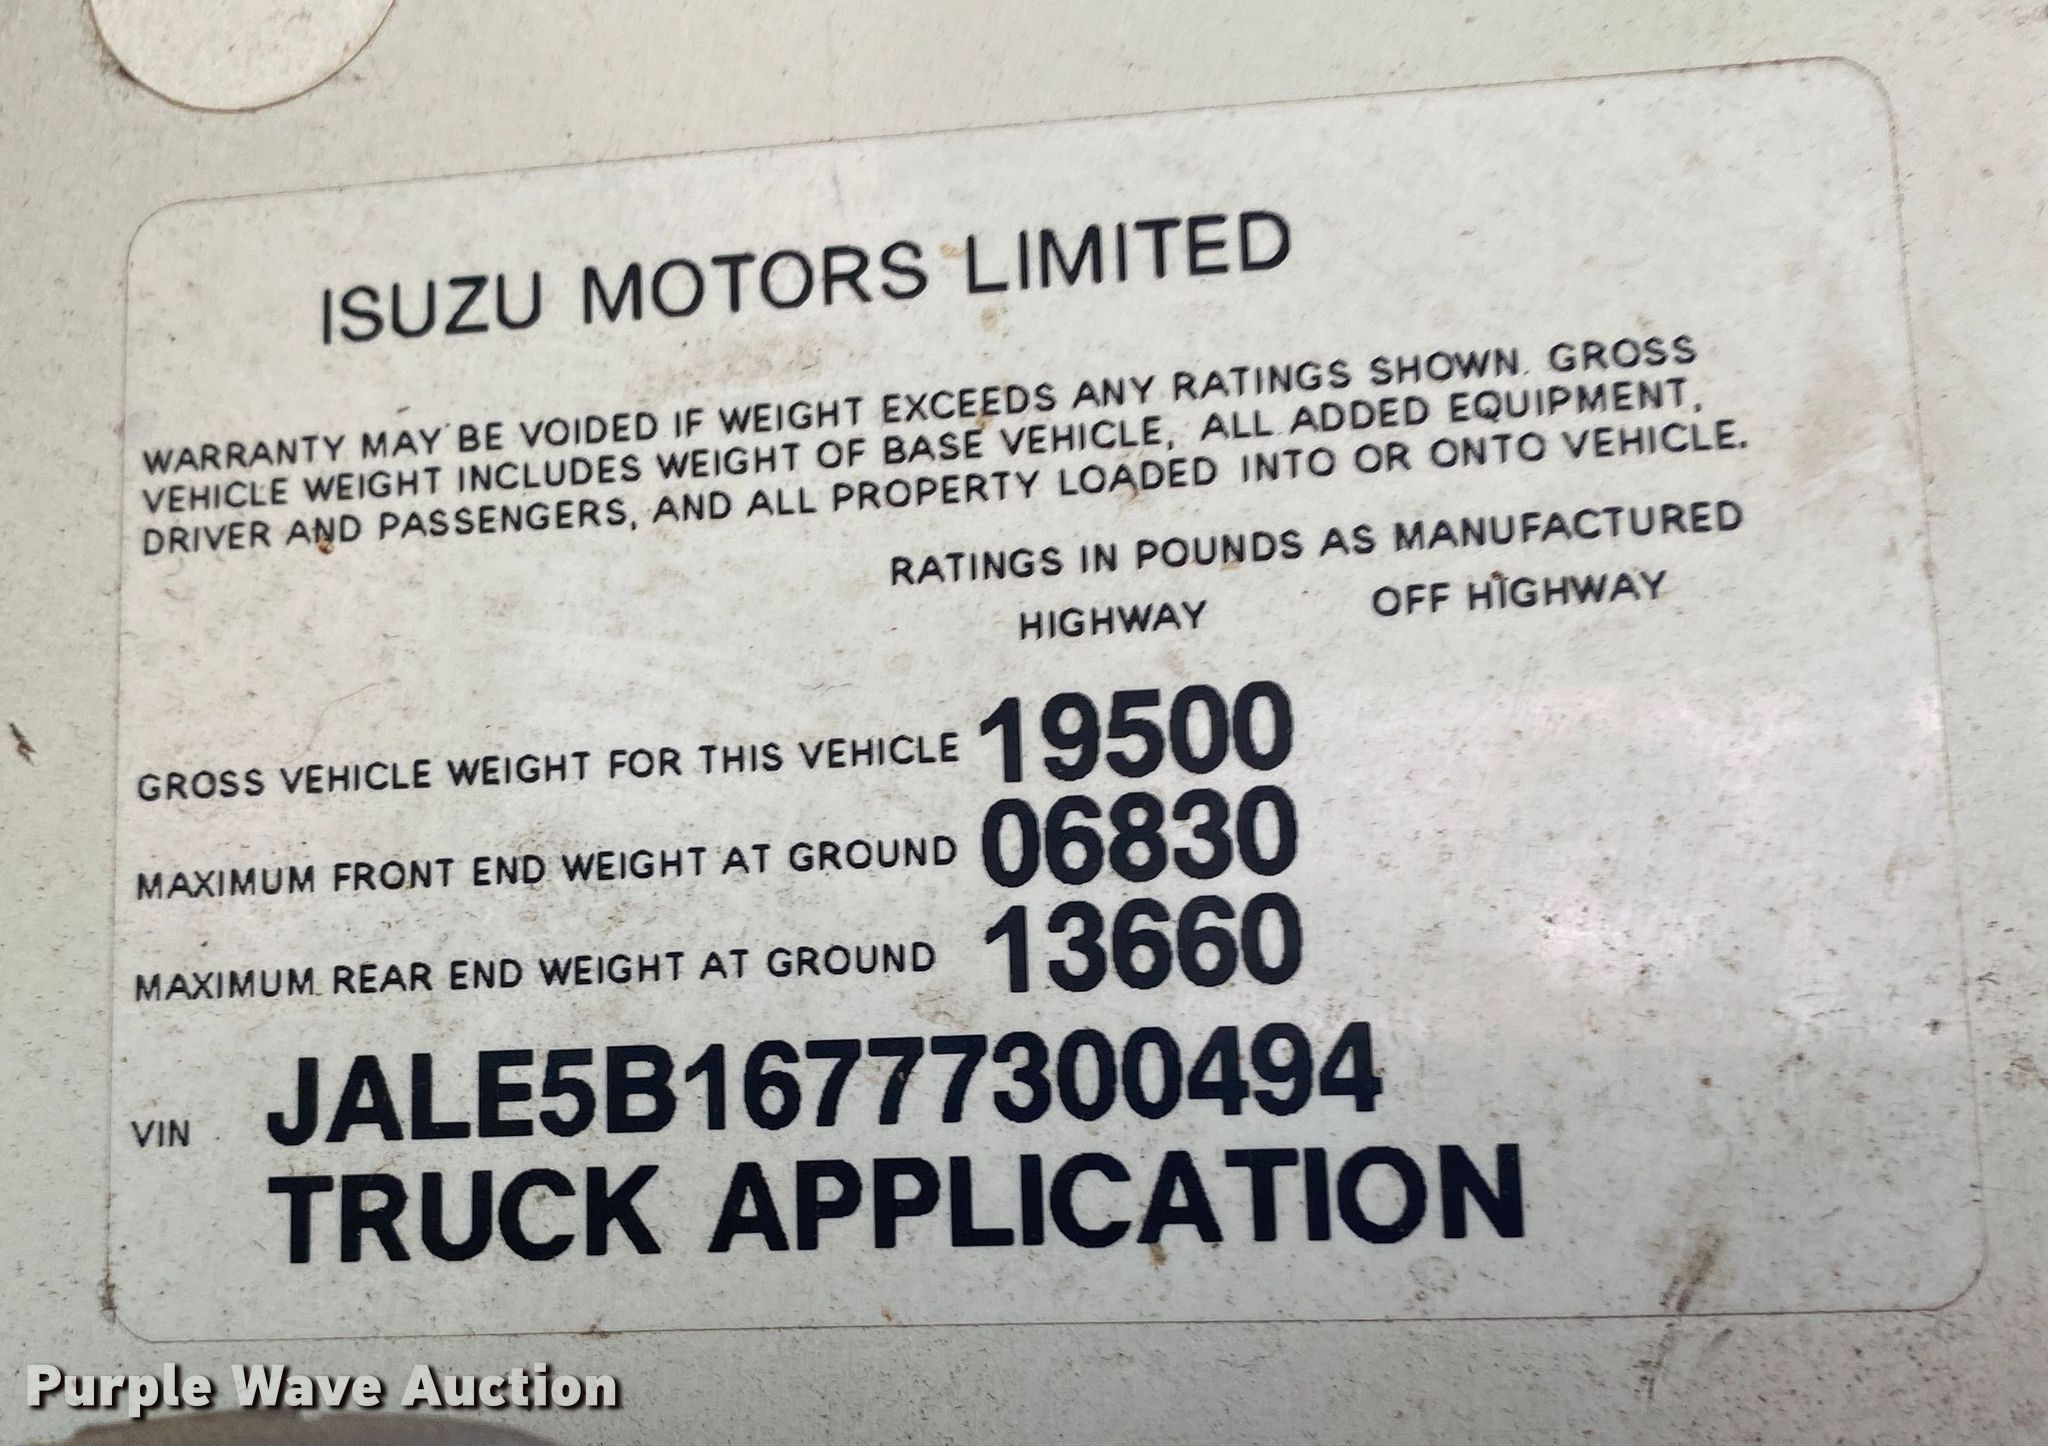 ISUZU MOTORS LIMITED
WARRANTY MAY BE VOIDED IF WEIGHT EXCEEDS ANY RATINGS SHOWN. GROSS
VEHICLE WEIGHT INCLUDES WEIGHT OF BASE VEHICLE, ALL ADDED EQUIPMENT,
DRIVER AND PASSENGERS, AND ALL PROPERTY LOADED INTO OR ONTO VEHICLE.
RATINGS IN POUNDS AS MANUFACTURED
HIGHWAY OFF HIGHWAY
GROSS VEHICLE WEIGHT FOR THIS VEHICLE 19500
MAXIMUM FRONT END WEIGHT AT GROUND 06830
MAXIMUM REAR END WEIGHT AT GROUND 13660
VIN JALE5B16777300494
TRUCK APPLICATION
Purple Wave Auction